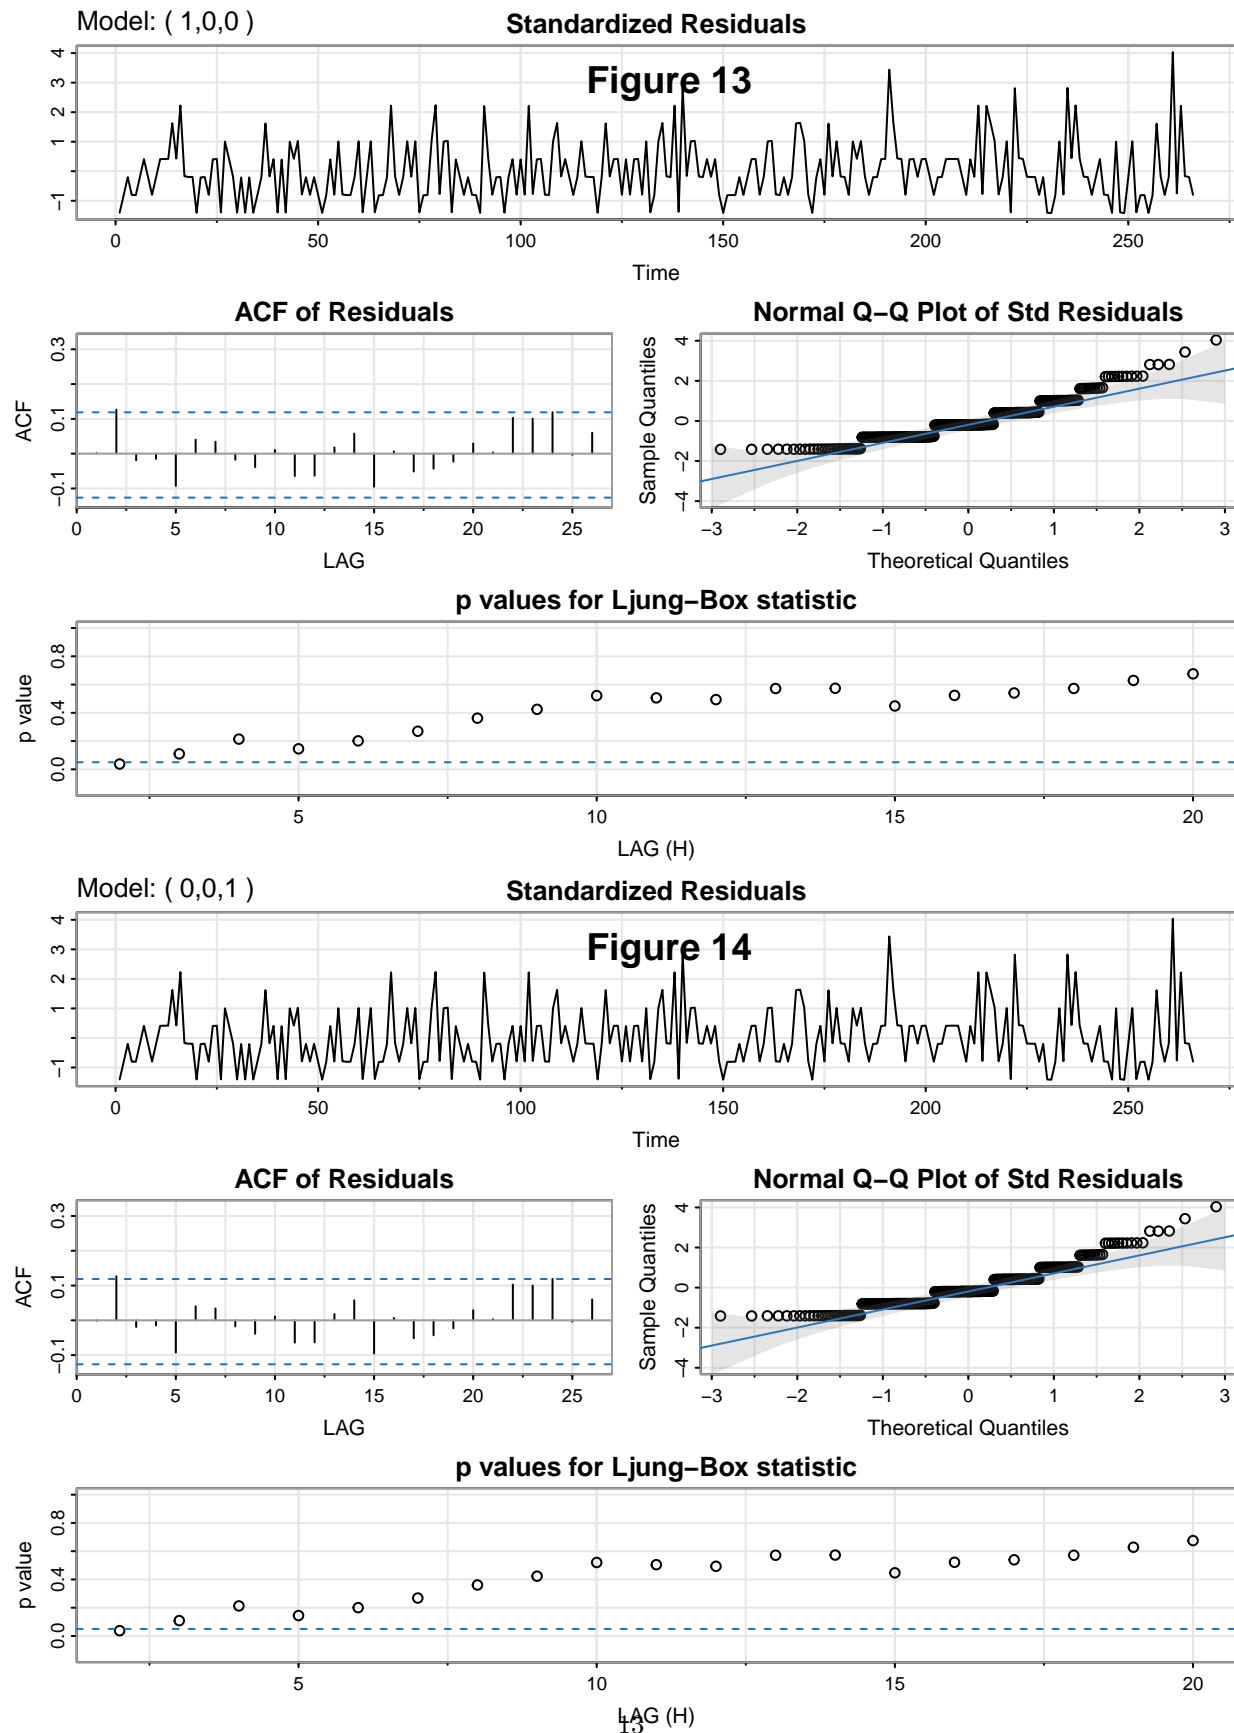 Model: ( 1,0,0 )
Standardized Residuals
Figure 13
−1 1 2 3 4
0 50 100 150 200 250
Time
ACF of Residuals
ACF
−0.1 0.1 0.3
0 5 10 15 20 25
LAG
Normal Q−Q Plot of Std Residuals
Sample Quantiles
−4 −2 0 2 4
−3 −2 −1 0 1 2 3
Theoretical Quantiles
p values for Ljung−Box statistic
p value
0.0 0.4 0.8
5 10 15 20
LAG (H)
Model: ( 0,0,1 )
Standardized Residuals
Figure 14
−1 1 2 3 4
0 50 100 150 200 250
Time
ACF of Residuals
ACF
−0.1 0.1 0.3
0 5 10 15 20 25
LAG
Normal Q−Q Plot of Std Residuals
Sample Quantiles
−4 −2 0 2 4
−3 −2 −1 0 1 2 3
Theoretical Quantiles
p values for Ljung−Box statistic
p value
0.0 0.4 0.8
5 10 15 20
LAG (H)
13